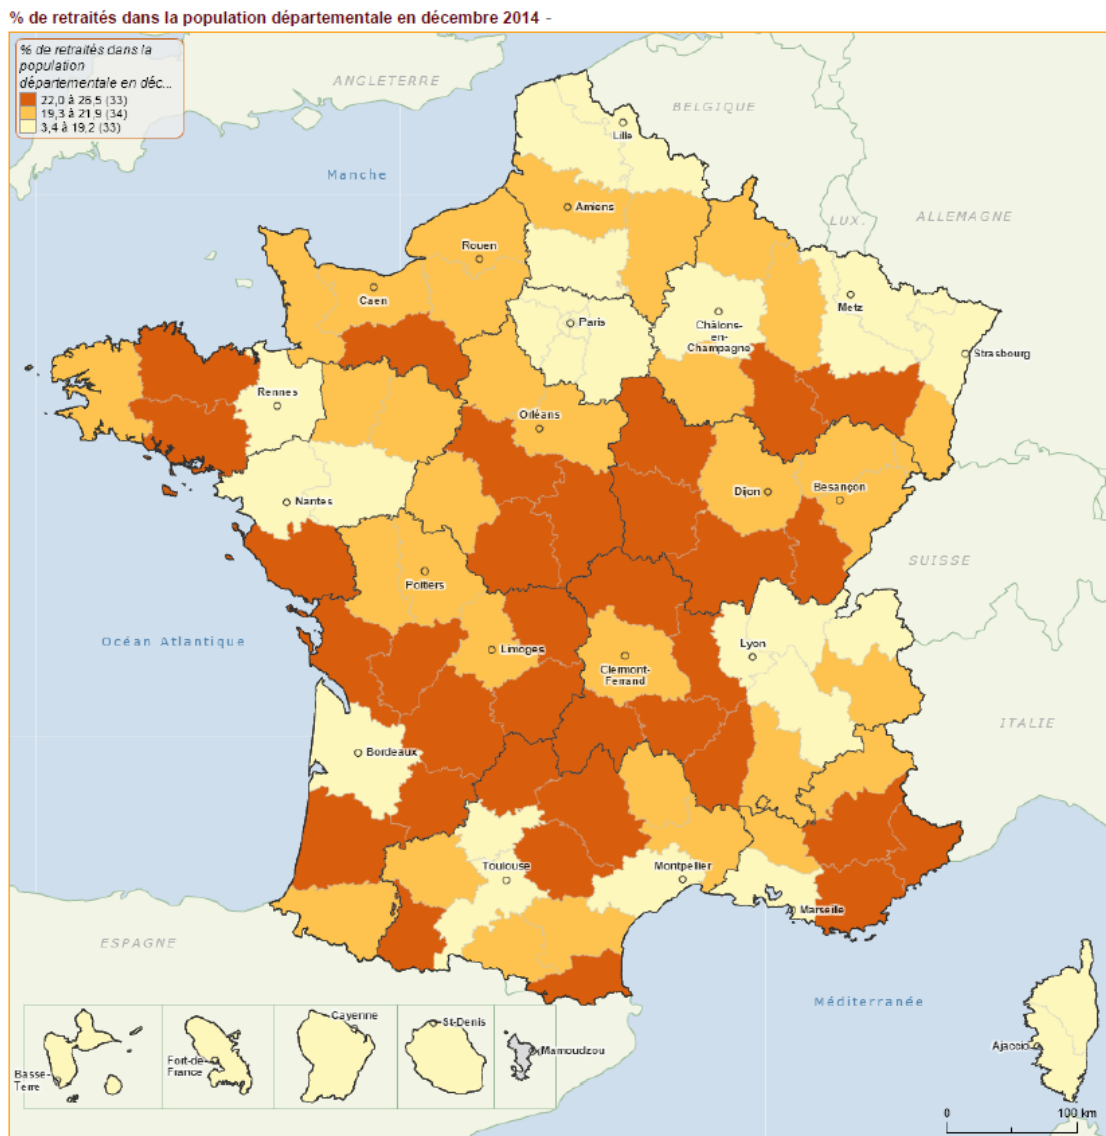 % de retraités dans la population départementale en décembre 2014 -
% de retraités dans la
population
départementale en déc...
22,0 à 26,5 (33)
19,3 à 21,9 (34)
3,4 à 19,2 (33)
ANGLETERRE
BELGIQUE
Lille
Manche
Amiens
LUX.
ALLEMAGNE
Rouen
Caen
Metz
Paris
Châlons-
en-
Champagne
Strasbourg
Rennes
Orléans
Nantes
Dijon
Besançon
SUISSE
Poitiers
Océan Atlantique
Limoges
Lyon
Clermont-
Ferrand
ITALIE
Bordeaux
Toulouse
Montpellier
Marseille
ESPAGNE
Méditerranée
Cayenne
St-Denis
Ajaccio
Mamoudzou
Fort-de-
France
Basse-
Terre
0 100 km